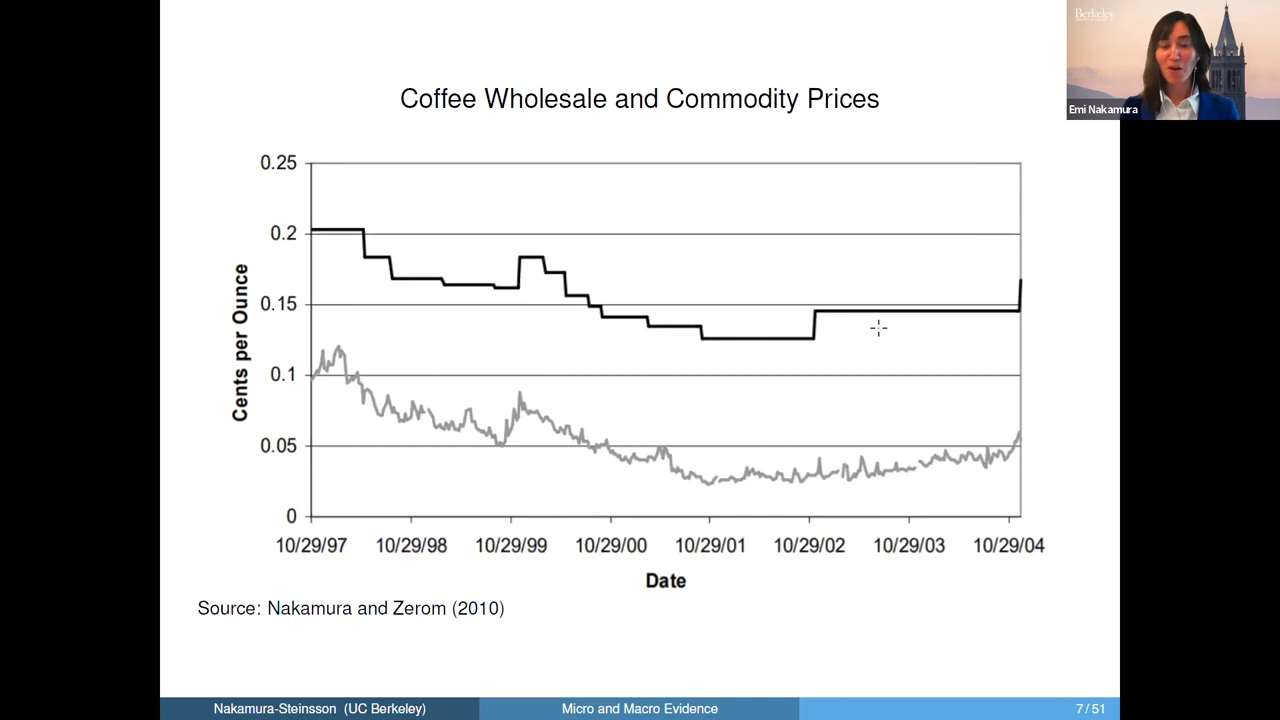 Berkeley
Emi Nakamura
Coffee Wholesale and Commodity Prices
Cents per Ounce
0.25
0.2
0.15
0.1
0.05
0
10/29/97 10/29/98 10/29/99 10/29/00 10/29/01 10/29/02 10/29/03 10/29/04
Date
Source: Nakamura and Zerom (2010)
Nakamura-Steinsson (UC Berkeley) Micro and Macro Evidence 7 / 51